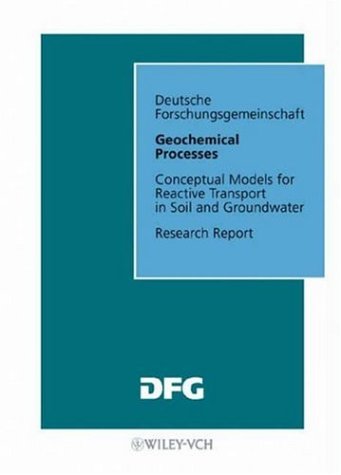 Deutsche
Forschungsgemeinschaft
Geochemical
Processes
Conceptual Models for
Reactive Transport
in Soil and Groundwater
Research Report
DFG
WILEY-VCH